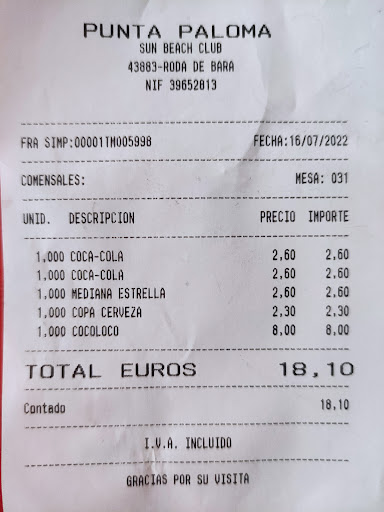 PUNTA PALOMA
SUN BEACH CLUB
43883-RODA DE BARA
NIF 39652813
FRA SIMP:00001TM005998 FECHA:16/07/2022
COMENSALES: MESA: 031
UNID. DESCRIPCION PRECIO IMPORTE
1,000 COCA-COLA 2,60 2,60
1,000 COCA-COLA 2,60 2,60
1,000 MEDIANA ESTRELLA 2,60 2,60
1,000 COPA CERVEZA 2,30 2,30
1,000 COCOLOCO 8,00 8,00
TOTAL EUROS 18,10
Contado 18,10
I.V.A. INCLUIDO
GRACIAS POR SU VISITA